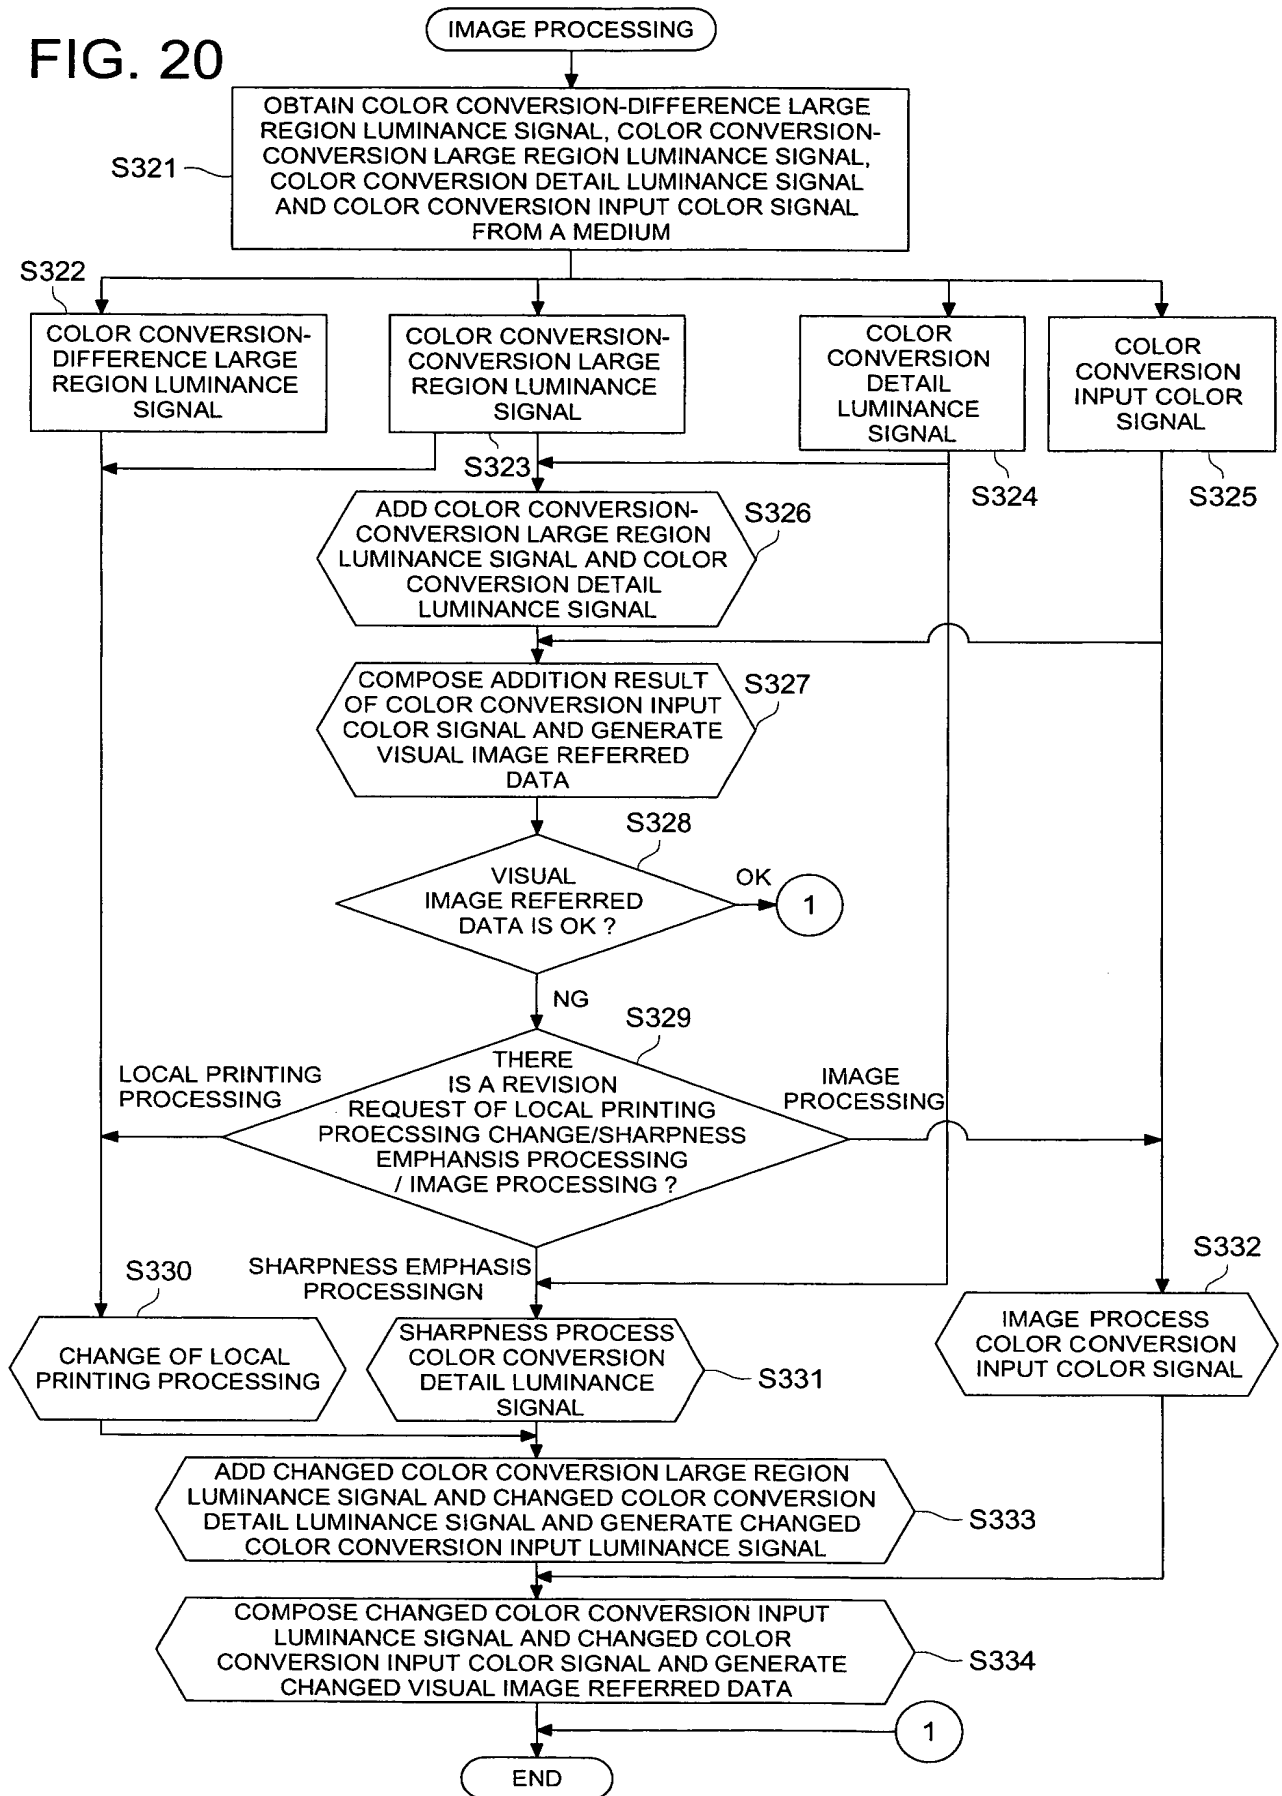 FIG. 20
IMAGE PROCESSING
OBTAIN COLOR CONVERSION-DIFFERENCE LARGE
REGION LUMINANCE SIGNAL, COLOR CONVERSION-
CONVERSION LARGE REGION LUMINANCE SIGNAL,
COLOR CONVERSION DETAIL LUMINANCE SIGNAL
AND COLOR CONVERSION INPUT COLOR SIGNAL
FROM A MEDIUM
S321
S322
COLOR CONVERSION-
DIFFERENCE LARGE
REGION LUMINANCE
SIGNAL
COLOR CONVERSION-
CONVERSION LARGE
REGION LUMINANCE
SIGNAL
S323
COLOR
CONVERSION
DETAIL
LUMINANCE
SIGNAL
S324
COLOR
CONVERSION
INPUT COLOR
SIGNAL
S325
ADD COLOR CONVERSION-
CONVERSION LARGE REGION
LUMINANCE SIGNAL AND COLOR
CONVERSION DETAIL
LUMINANCE SIGNAL
S326
COMPOSE ADDITION RESULT
OF COLOR CONVERSION INPUT
COLOR SIGNAL AND GENERATE
VISUAL IMAGE REFERRED
DATA
S327
S328
VISUAL
IMAGE REFERRED
DATA IS OK ?
OK
1
NG
S329
THERE
IS A REVISION
REQUEST OF LOCAL PRINTING
PROECSSING CHANGE/SHARPNESS
EMPHANSIS PROCESSING
/ IMAGE PROCESSING ?
LOCAL PRINTING
PROCESSING
IMAGE
PROCESSING
SHARPNESS EMPHASIS
PROCESSINGN
S330
CHANGE OF LOCAL
PRINTING PROCESSING
SHARPNESS PROCESS
COLOR CONVERSION
DETAIL LUMINANCE
SIGNAL
S331
S332
IMAGE PROCESS
COLOR CONVERSION
INPUT COLOR SIGNAL
ADD CHANGED COLOR CONVERSION LARGE REGION
LUMINANCE SIGNAL AND CHANGED COLOR CONVERSION
DETAIL LUMINANCE SIGNAL AND GENERATE CHANGED
COLOR CONVERSION INPUT LUMINANCE SIGNAL
S333
COMPOSE CHANGED COLOR CONVERSION INPUT
LUMINANCE SIGNAL AND CHANGED COLOR
CONVERSION INPUT COLOR SIGNAL AND GENERATE
CHANGED VISUAL IMAGE REFERRED DATA
S334
1
END